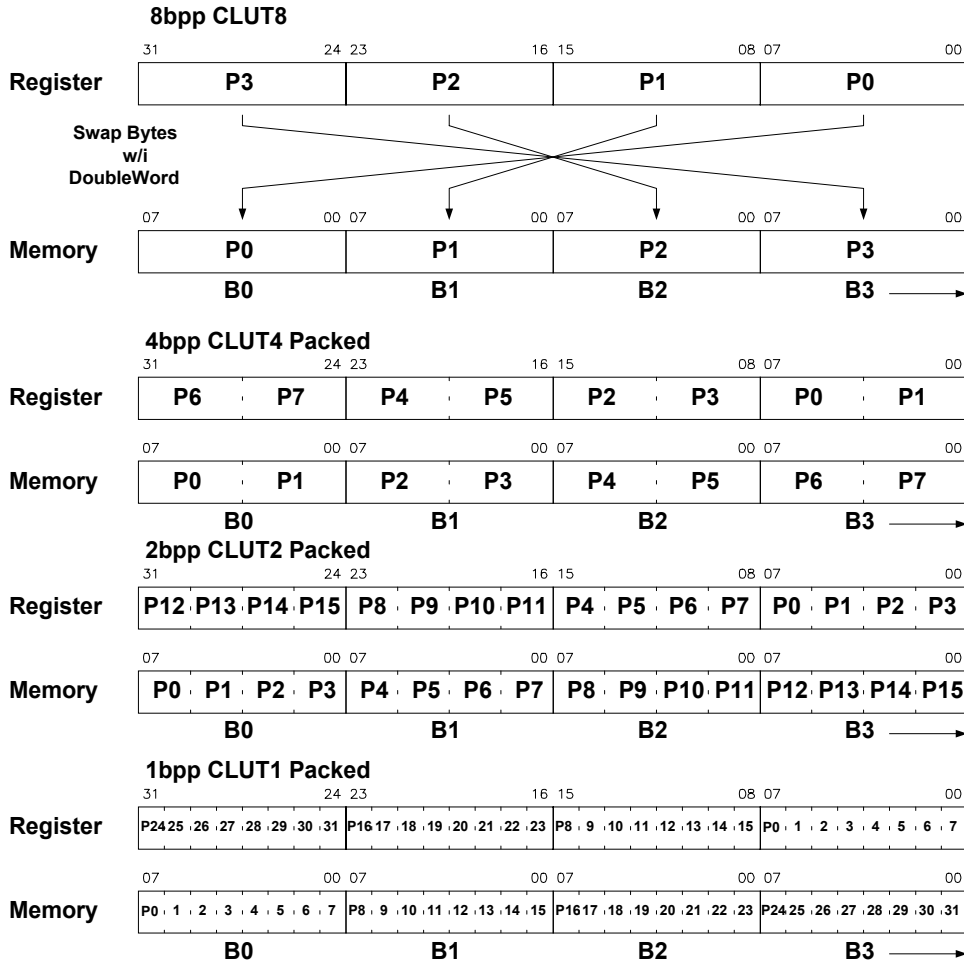 8bpp CLUT8
31 24 23 16 15 08 07 00
Register P3 P2 P1 P0
Swap Bytes
w/i
DoubleWord
07 00 07 00 07 00 07 00
Memory P0 P1 P2 P3
B0 B1 B2 B3
4bpp CLUT4 Packed
31 24 23 16 15 08 07 00
Register P6 P7 P4 P5 P2 P3 P0 P1
07 00 07 00 07 00 07 00
Memory P0 P1 P2 P3 P4 P5 P6 P7
B0 B1 B2 B3
2bpp CLUT2 Packed
31 24 23 16 15 08 07 00
Register P12 P13 P14 P15 P8 P9 P10 P11 P4 P5 P6 P7 P0 P1 P2 P3
07 00 07 00 07 00 07 00
Memory P0 P1 P2 P3 P4 P5 P6 P7 P8 P9 P10 P11 P12 P13 P14 P15
B0 B1 B2 B3
1bpp CLUT1 Packed
31 24 23 16 15 08 07 00
Register P24 25 26 27 28 29 30 31 P16 17 18 19 20 21 22 23 P8 9 10 11 12 13 14 15 P0 1 2 3 4 5 6 7
07 00 07 00 07 00 07 00
Memory P0 1 2 3 4 5 6 7 P8 9 10 11 12 13 14 15 P16 17 18 19 20 21 22 23 P24 25 26 27 28 29 30 31
B0 B1 B2 B3